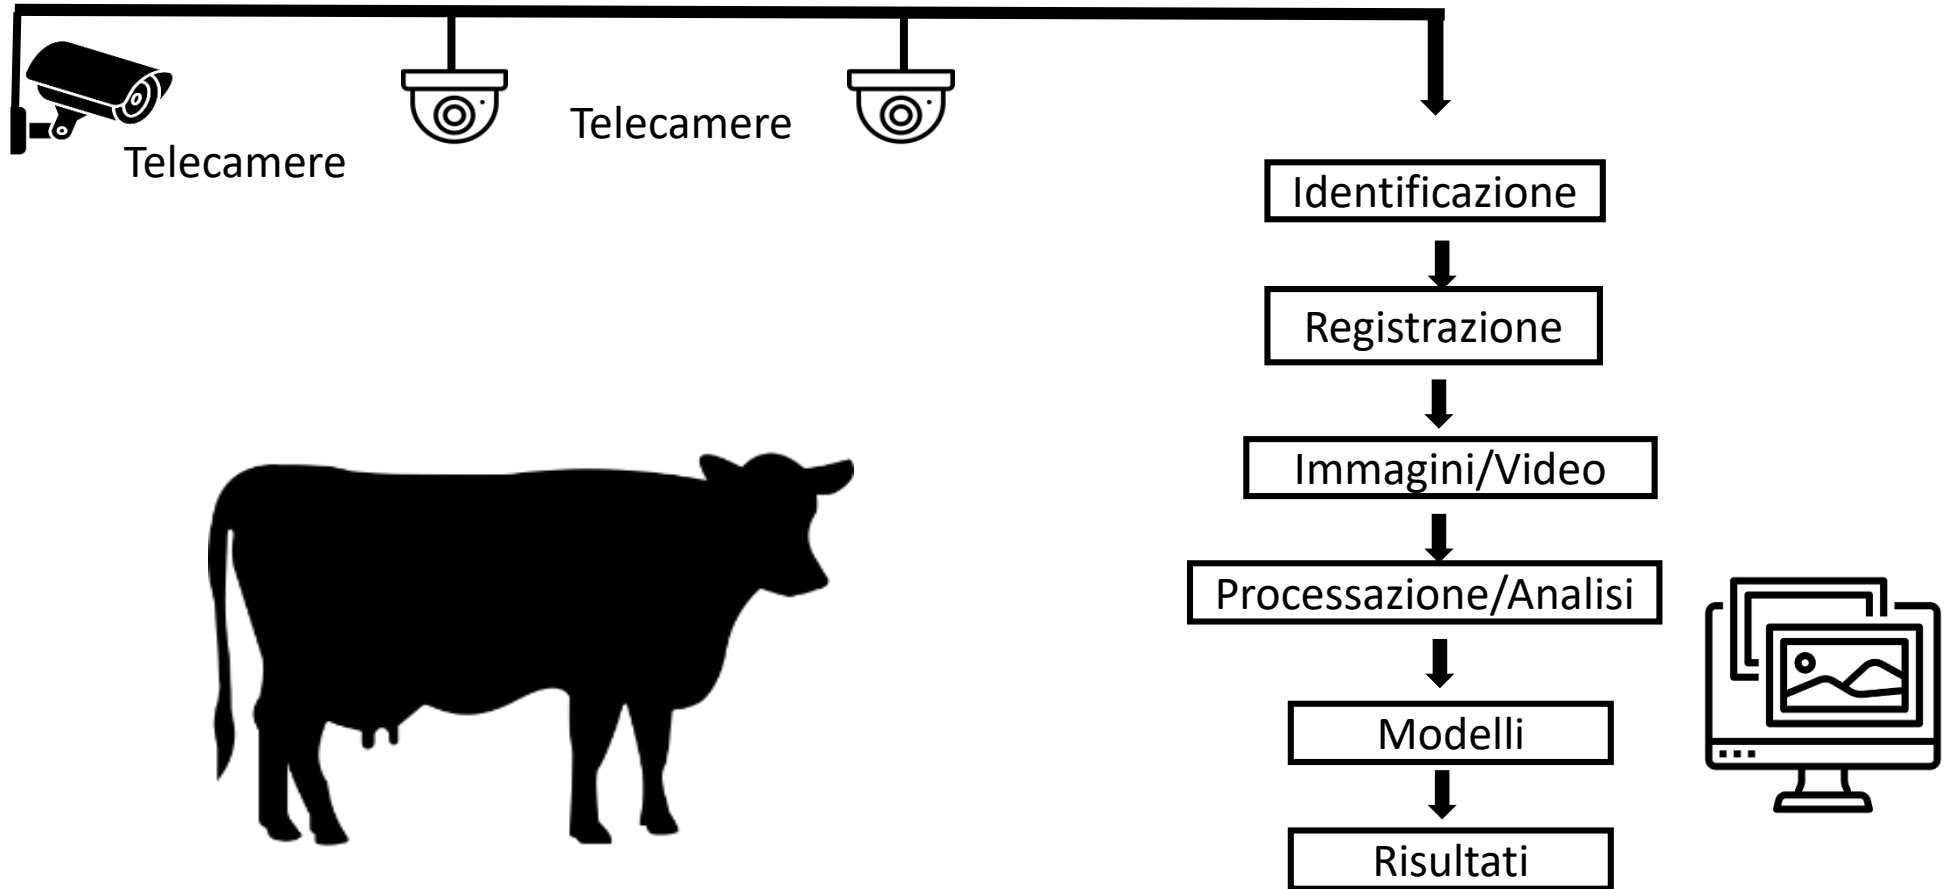 Telecamere
Telecamere
Identificazione
Registrazione
Immagini/Video
Processazione/Analisi
Modelli
Risultati